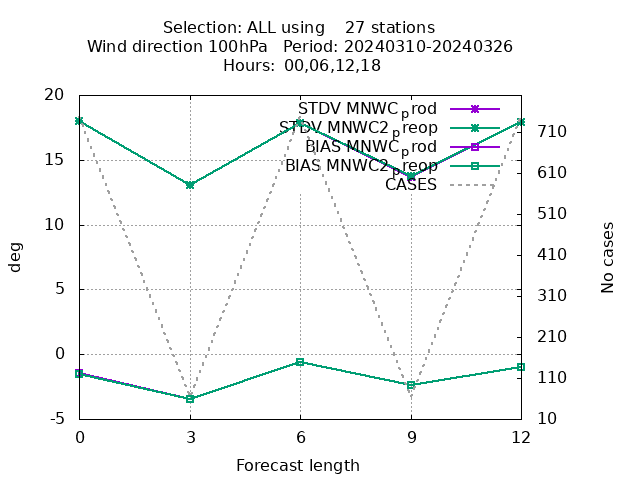 Selection: ALL using    27 stations
Wind direction 100hPa   Period: 20240310-20240326
Hours: 00,06,12,18
STDV MNWC_prod
STDV MNWC2_preop
BIAS MNWC_prod
BIAS MNWC2_preop
CASES
20
15
10
5
0
-5
deg
710
610
510
410
310
210
110
10
No cases
0 3 6 9 12
Forecast length